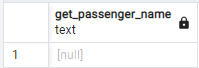 get_passenger_name
text
1 [null]